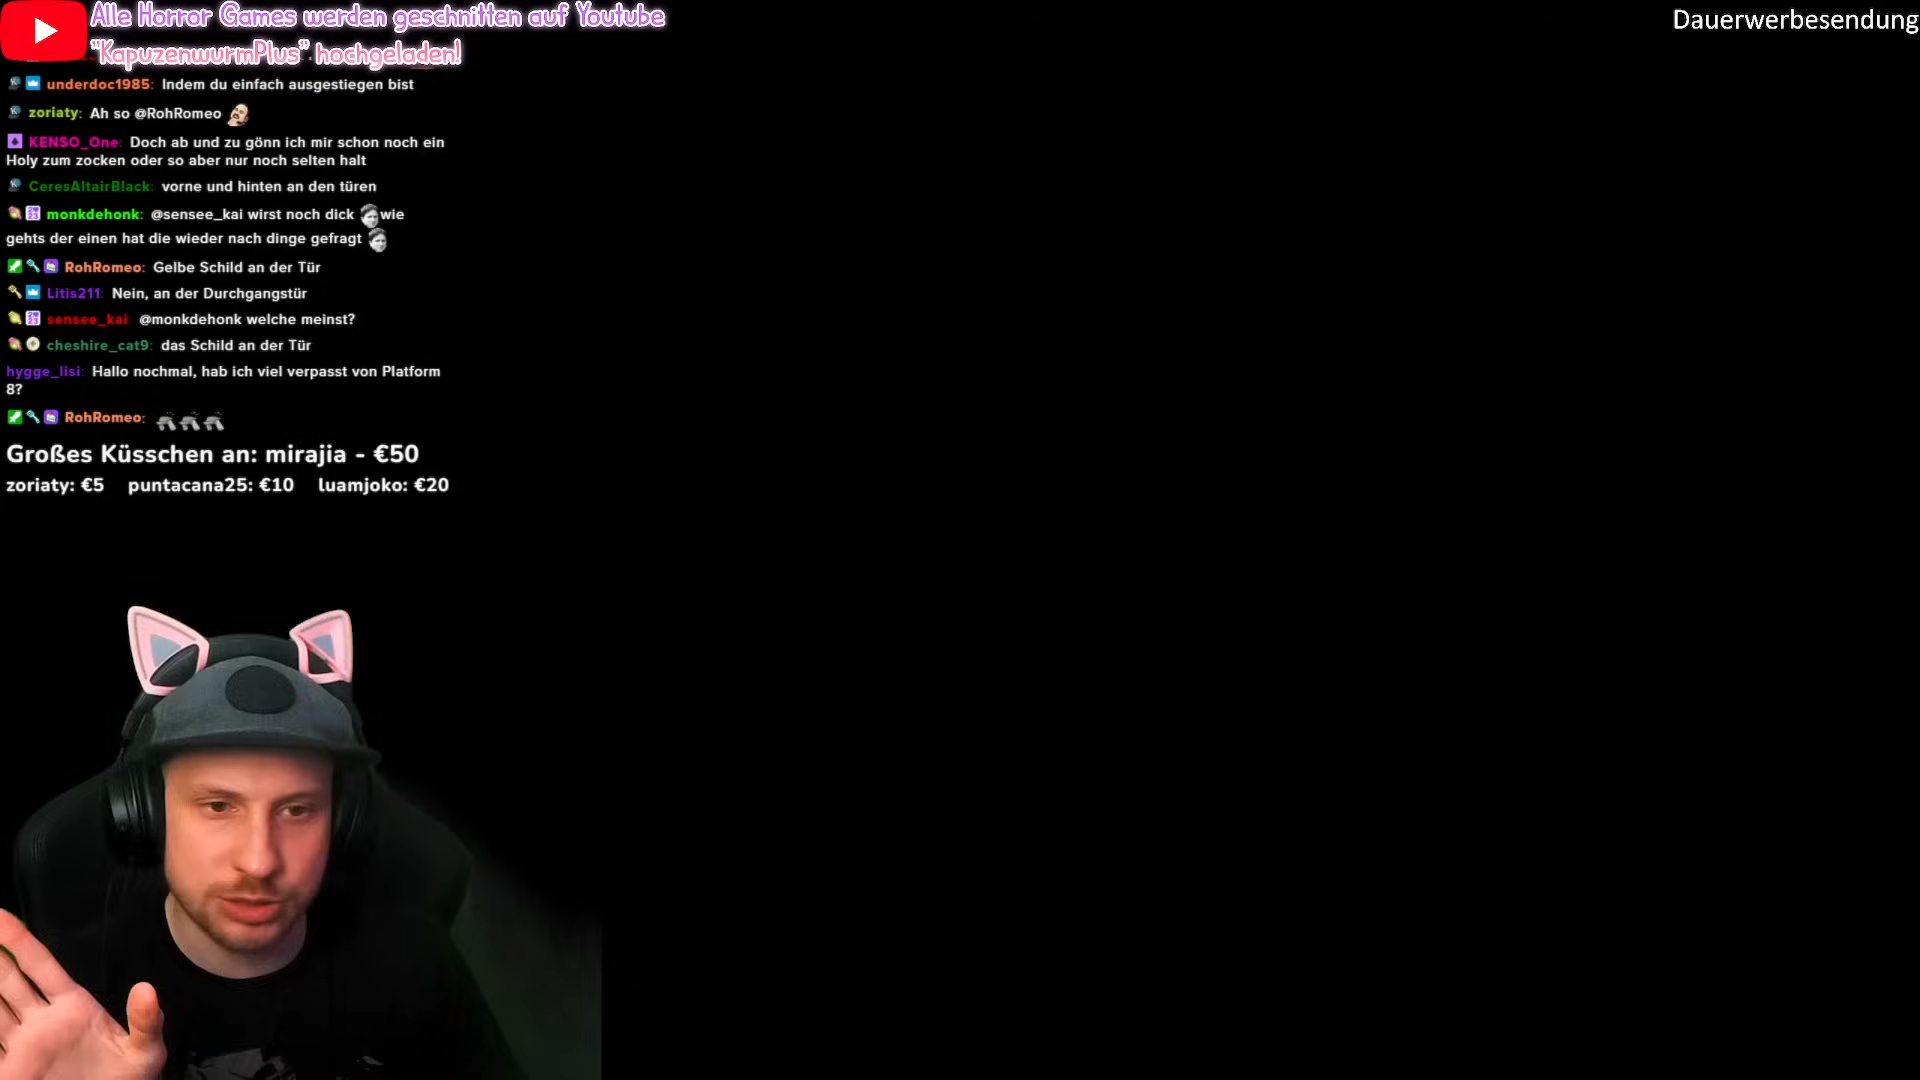 Alle Horror Games werden geschnitten auf Youtube
"KapuzenwurmPlus" hochgeladen!
Dauerwerbesendung
underdoc1985: Indem du einfach ausgestiegen bist
zoriaty: Ah so @RohRomeo
KENSO_One: Doch ab und zu gönn ich mir schon noch ein
Holy zum zocken oder so aber nur noch selten halt
CeresAltairBlack: vorne und hinten an den türen
monkdehonk: @sensee_kai wirst noch dick wie
gehts der einen hat die wieder nach dinge gefragt
RohRomeo: Gelbe Schild an der Tür
Litis211: Nein, an der Durchgangstür
sensee_kai: @monkdehonk welche meinst?
cheshire_cat9: das Schild an der Tür
hygge_lisi: Hallo nochmal, hab ich viel verpasst von Platform
8?
RohRomeo:
Großes Küsschen an: mirajia - €50
zoriaty: €5 puntacana25: €10 luamjoko: €20